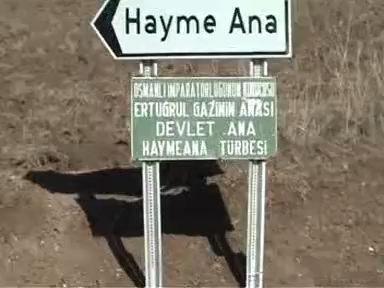 Hayme Ana
OSMANLI İMPARATORLUĞUNUN KURUCUSU
ERTUĞRUL GAZİNİN ANASI
DEVLET ANA
HAYMEANA TÜRBESİ